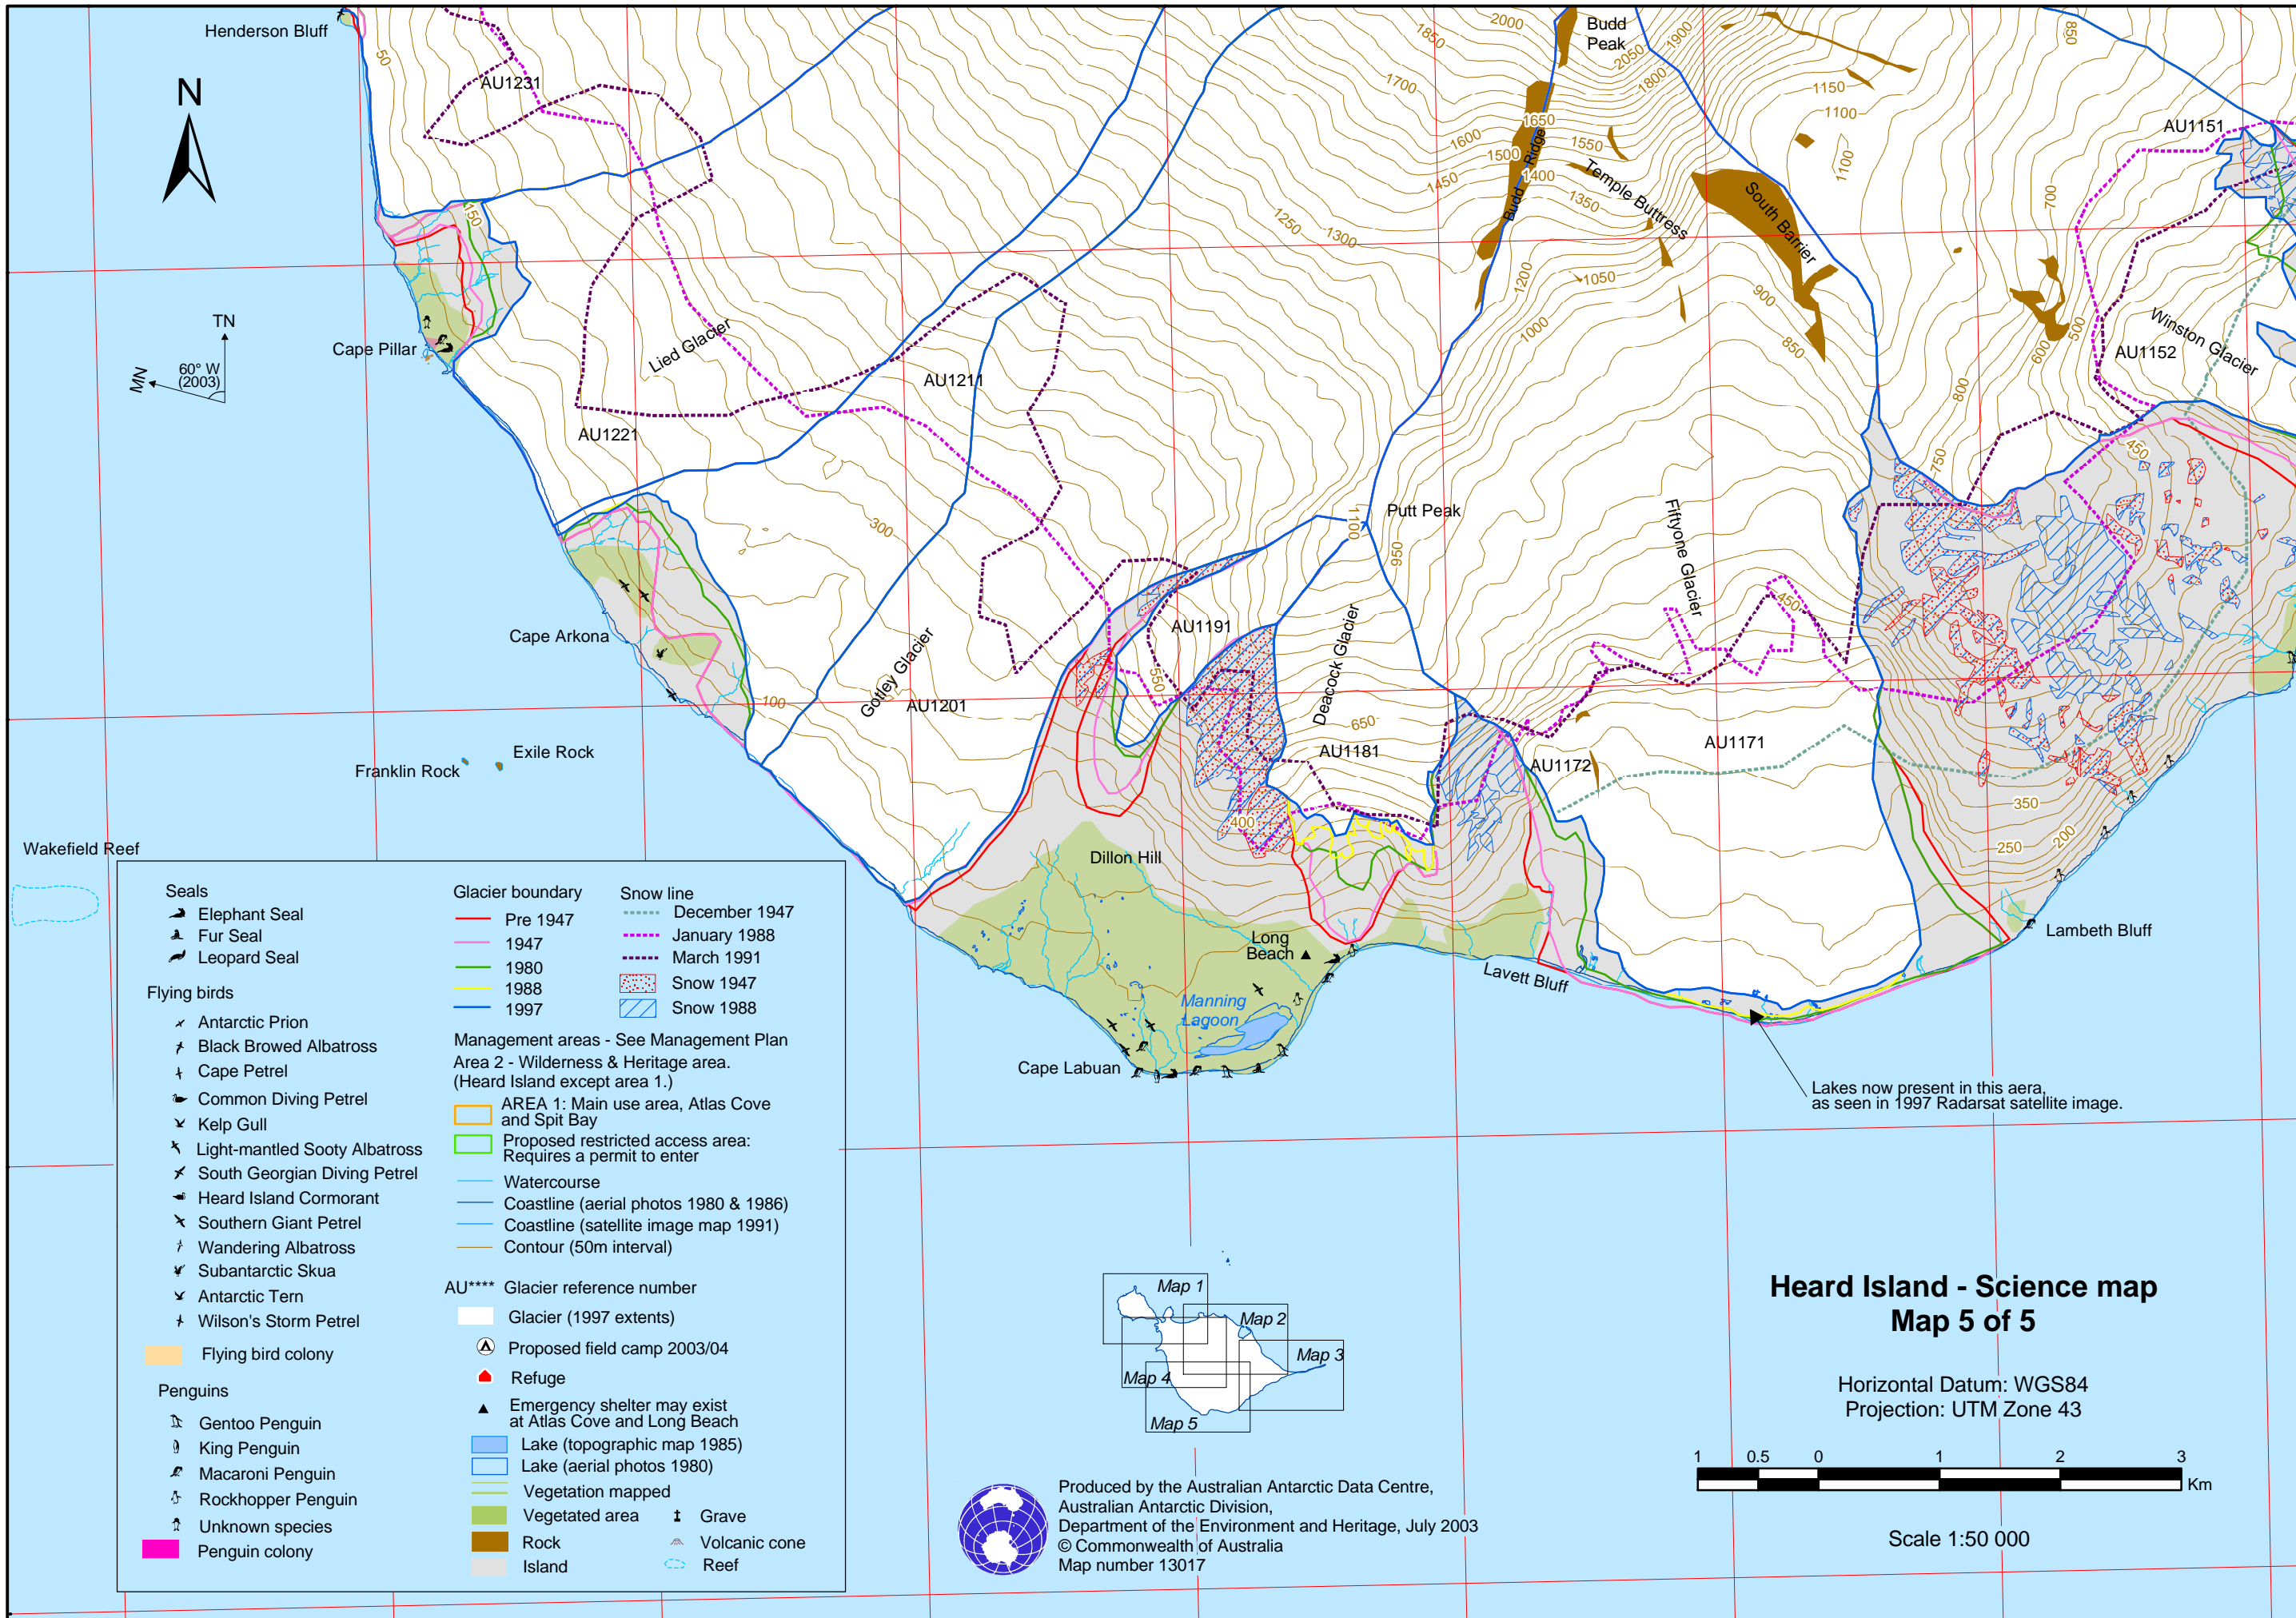 Henderson Bluff
N
TN
MN
60° W
(2003)
50
AU1231
150
Cape Pillar
Lied Glacier
AU1221
AU1211
300
Cape Arkona
100
Gotley Glacier
AU1201
Franklin Rock
Exile Rock
Wakefield Reef
2000
1850
1700
1600
1500
1450
1650
1400
1250
1300
1200
Budd
Peak
2050
1900
1800
Budd Ridge
1550
1350
Temple Buttress
South Barrier
1050
1000
900
850
1150
1100
1100
850
AU1151
700
500
600
800
AU1152
Winston Glacier
450
750
Putt Peak
1100
950
Fiftyone Glacier
450
AU1191
550
Deacock Glacier
650
AU1181
AU1172
AU1171
400
350
250
200
Dillon Hill
Long
Beach
Manning
Lagoon
Cape Labuan
Lavett Bluff
Lambeth Bluff
Lakes now present in this aera,
as seen in 1997 Radarsat satellite image.
Seals
Elephant Seal
Fur Seal
Leopard Seal
Flying birds
Antarctic Prion
Black Browed Albatross
Cape Petrel
Common Diving Petrel
Kelp Gull
Light-mantled Sooty Albatross
South Georgian Diving Petrel
Heard Island Cormorant
Southern Giant Petrel
Wandering Albatross
Subantarctic Skua
Antarctic Tern
Wilson's Storm Petrel
Flying bird colony
Penguins
Gentoo Penguin
King Penguin
Macaroni Penguin
Rockhopper Penguin
Unknown species
Penguin colony
Glacier boundary
Pre 1947
1947
1980
1988
1997
Snow line
December 1947
January 1988
March 1991
Snow 1947
Snow 1988
Management areas - See Management Plan
Area 2 - Wilderness & Heritage area.
(Heard Island except area 1.)
AREA 1: Main use area, Atlas Cove
and Spit Bay
Proposed restricted access area:
Requires a permit to enter
Watercourse
Coastline (aerial photos 1980 & 1986)
Coastline (satellite image map 1991)
Contour (50m interval)
AU**** Glacier reference number
Glacier (1997 extents)
Proposed field camp 2003/04
Refuge
Emergency shelter may exist
at Atlas Cove and Long Beach
Lake (topographic map 1985)
Lake (aerial photos 1980)
Vegetation mapped
Vegetated area
Grave
Rock
Volcanic cone
Island
Reef
Map 1
Map 2
Map 3
Map 4
Map 5
Produced by the Australian Antarctic Data Centre,
Australian Antarctic Division,
Department of the Environment and Heritage, July 2003
© Commonwealth of Australia
Map number 13017
Heard Island - Science map
Map 5 of 5
Horizontal Datum: WGS84
Projection: UTM Zone 43
1 0.5 0 1 2 3
Km
Scale 1:50 000